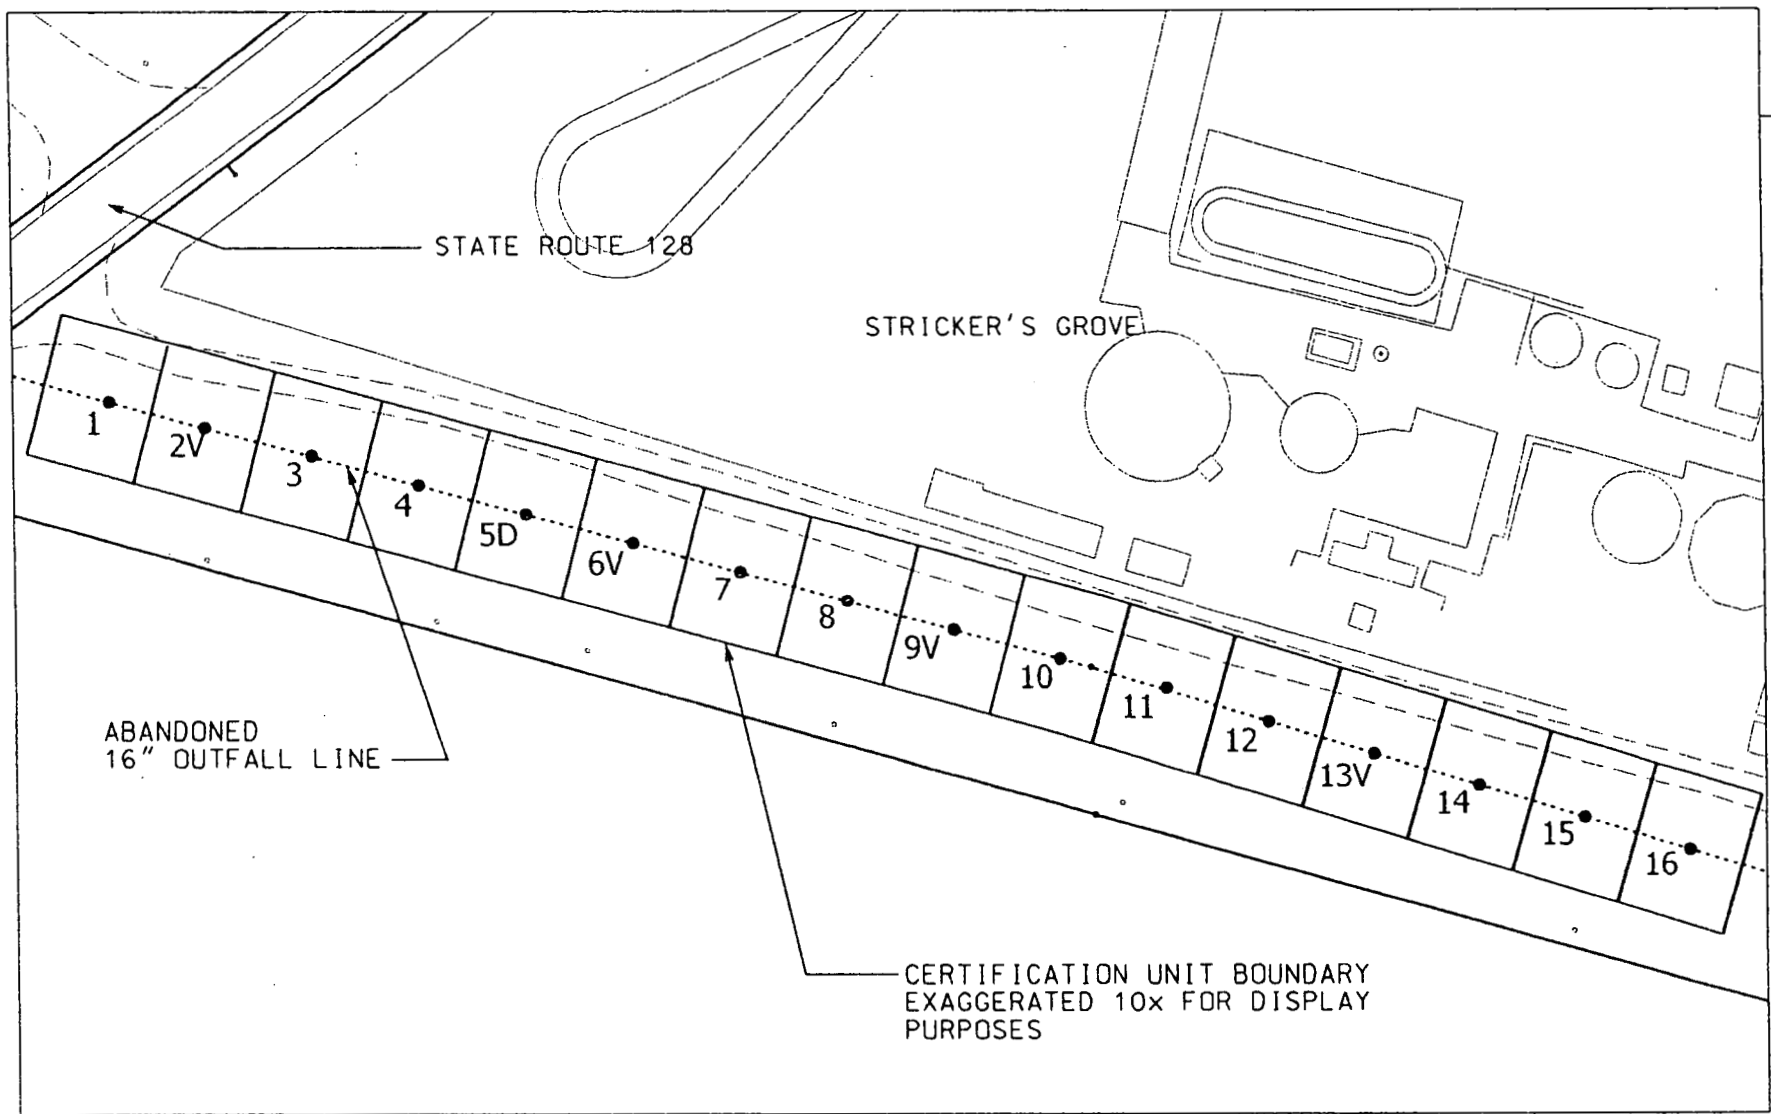 STATE ROUTE 128
STRICKER'S GROVE
1
2V
3
4
5D
6V
7
8
9V
10
11
12
13V
14
15
16
ABANDONED
16" OUTFALL LINE
CERTIFICATION UNIT BOUNDARY
EXAGGERATED 10x FOR DISPLAY
PURPOSES